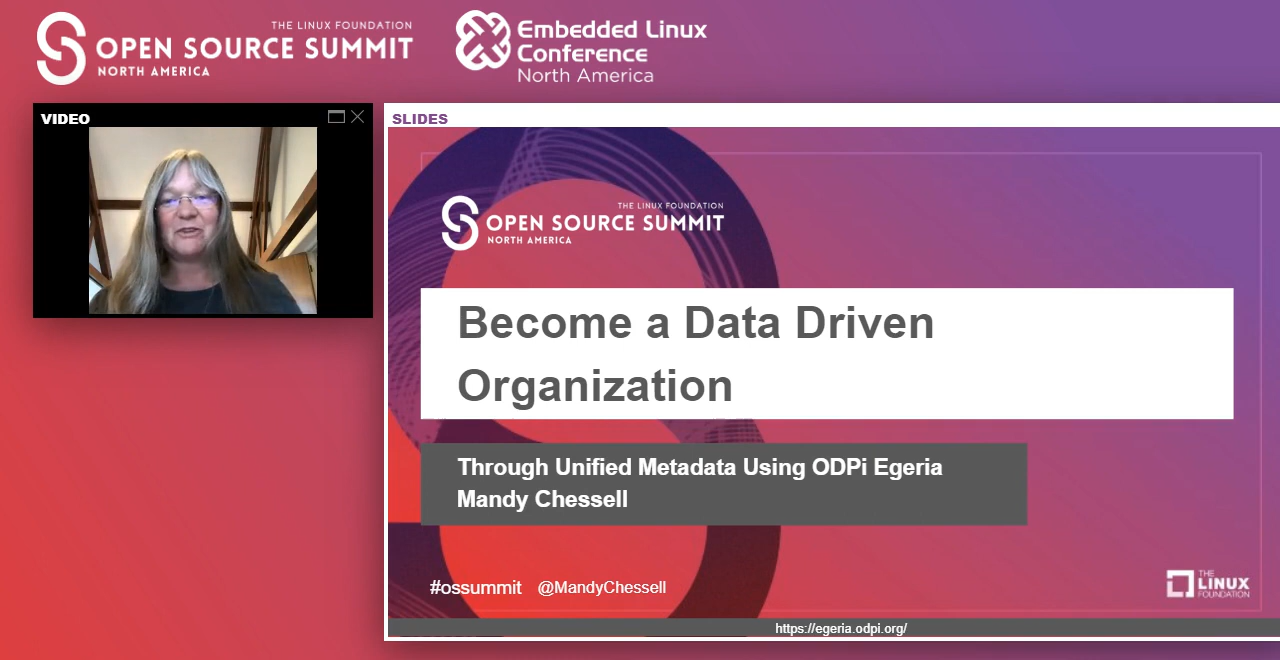 THE LINUX FOUNDATION
OPEN SOURCE SUMMIT
NORTH AMERICA
Embedded Linux
Conference
North America
VIDEO
SLIDES
THE LINUX FOUNDATION
OPEN SOURCE SUMMIT
NORTH AMERICA
Become a Data Driven
Organization
Through Unified Metadata Using ODPi Egeria
Mandy Chessell
#ossummit @MandyChessell
THE
LINUX
FOUNDATION
https://egeria.odpi.org/